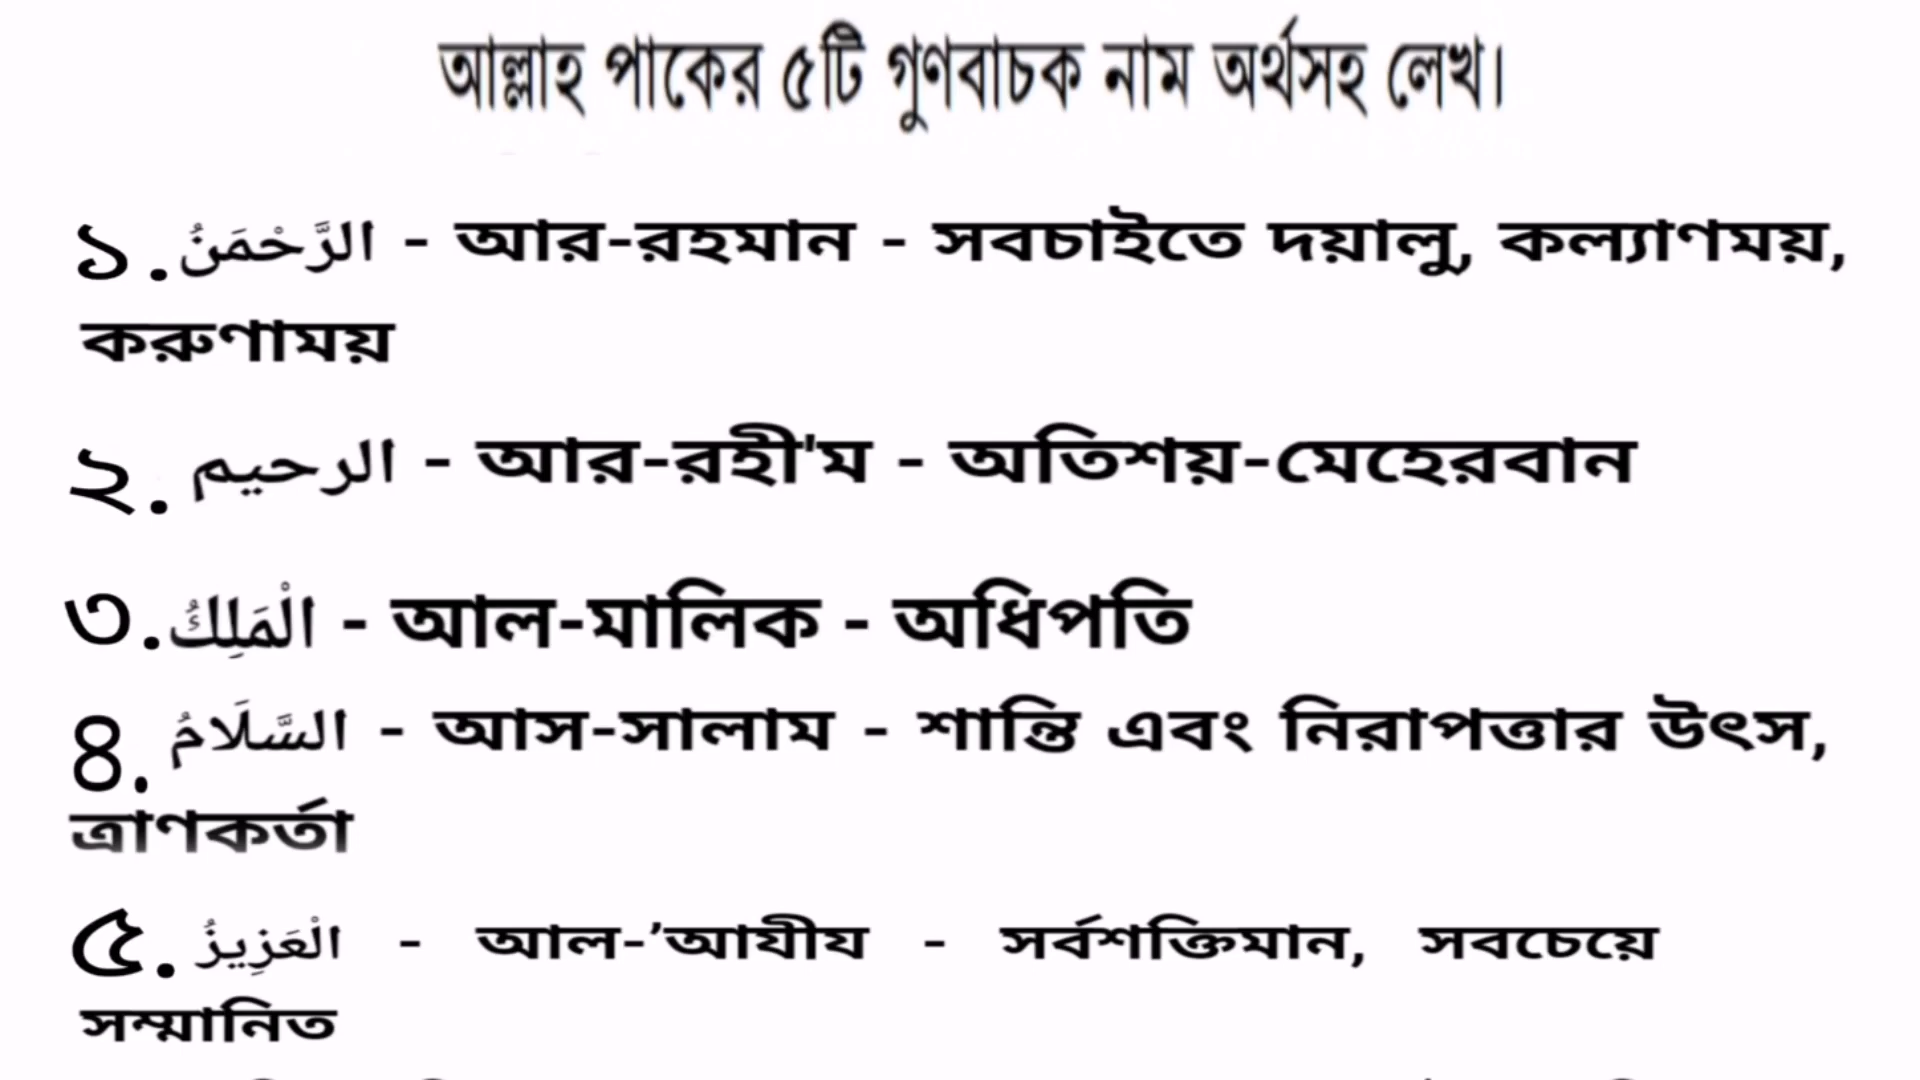 আল্লাহ পাকের ৫টি গুণবাচক নাম অর্থসহ লেখ।
১. الرَّحْمَنُ - আর-রহমান - সবচাইতে দয়ালু, কল্যাণময়,
করুণাময়
২. الرحيم - আর-রহী'ম - অতিশয়-মেহেরবান
৩. الْمَلِكُ - আল-মালিক - অধিপতি
৪. السَّلَامُ - আস-সালাম - শান্তি এবং নিরাপত্তার উৎস,
ত্রাণকর্তা
৫. الْعَزِيزُ - আল-’আযীয - সর্বশক্তিমান, সবচেয়ে
সম্মানিত